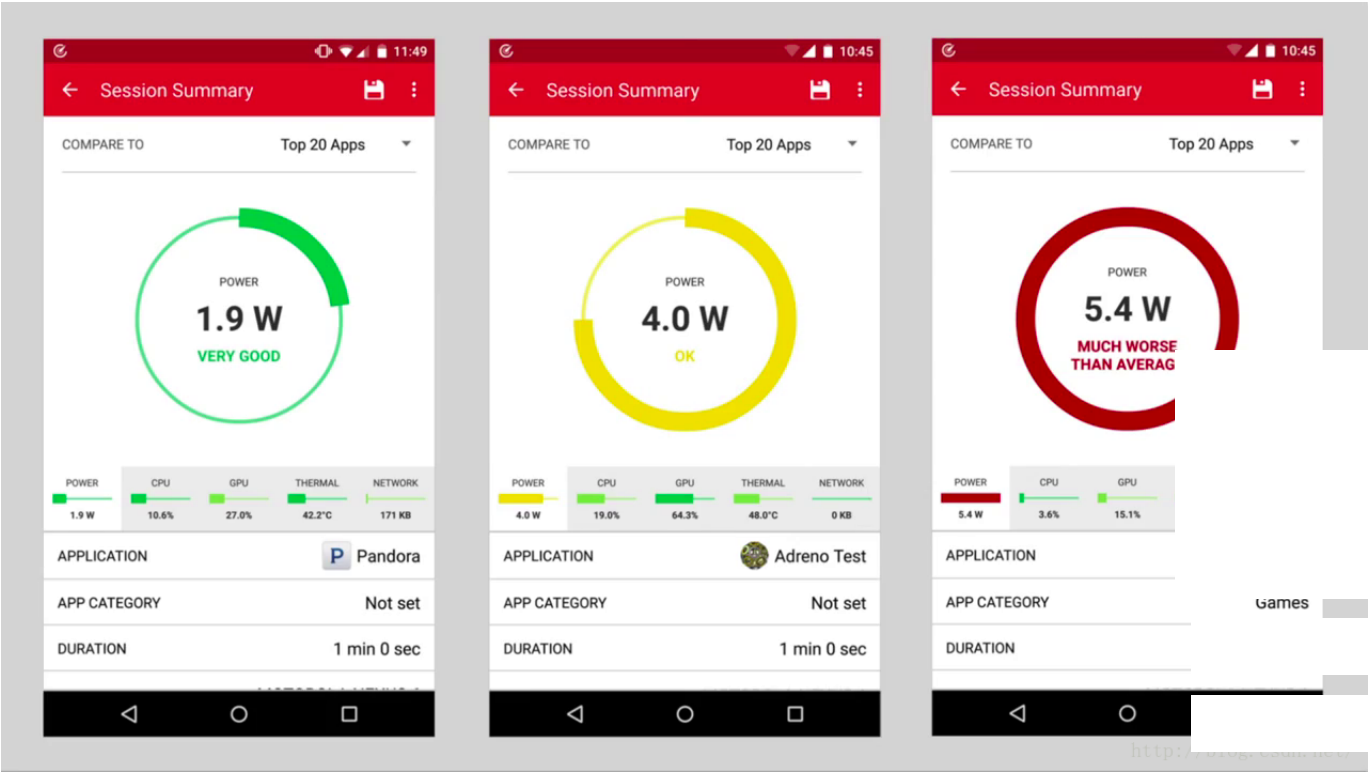 11:49
Session Summary
COMPARE TO Top 20 Apps
POWER
1.9 W
VERY GOOD
POWER CPU GPU THERMAL NETWORK
1.9 W 10.6% 27.0% 42.2°C 171 KB
APPLICATION P Pandora
APP CATEGORY Not set
DURATION 1 min 0 sec
10:45
Session Summary
COMPARE TO Top 20 Apps
POWER
4.0 W
OK
POWER CPU GPU THERMAL NETWORK
4.0 W 19.0% 64.3% 48.0°C 0 KB
APPLICATION Adreno Test
APP CATEGORY Not set
DURATION 1 min 0 sec
10:45
Session Summary
COMPARE TO Top 20 Apps
POWER
5.4 W
MUCH WORSE
THAN AVERAG
POWER CPU GPU
5.4 W 3.6% 15.1%
APPLICATION
APP CATEGORY Games
DURATION